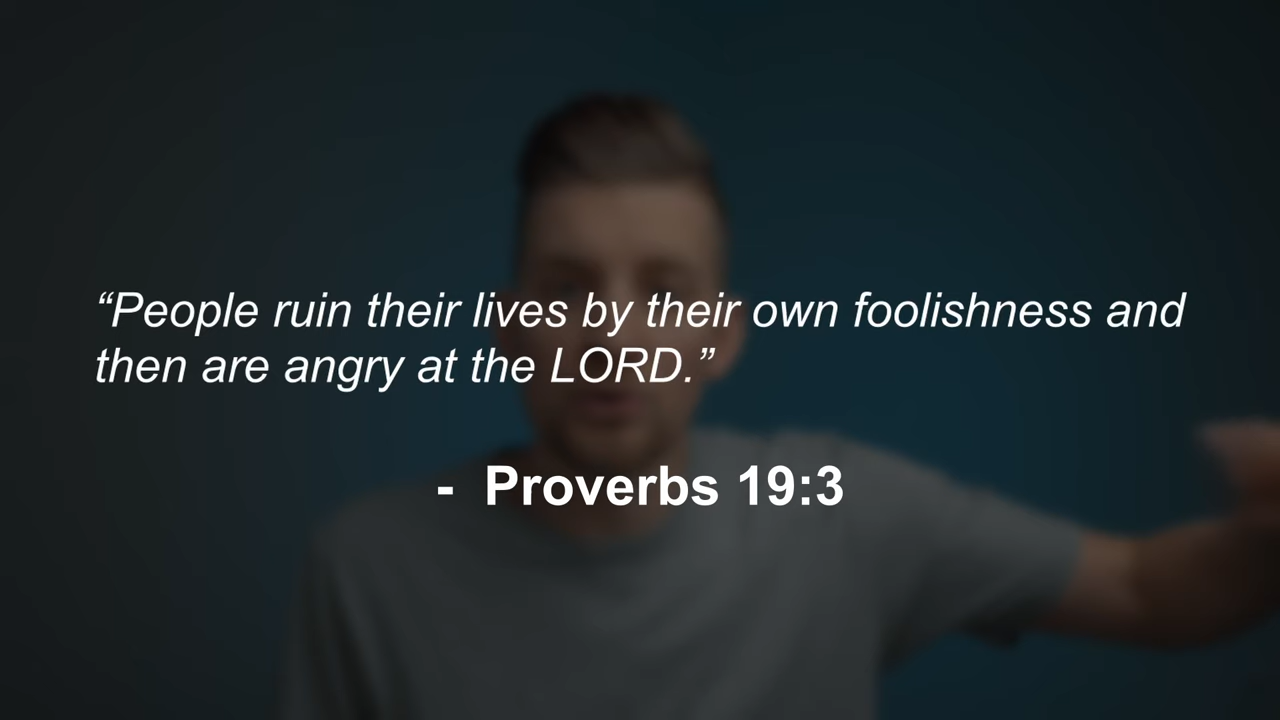 “People ruin their lives by their own foolishness and
then are angry at the LORD.”
- Proverbs 19:3